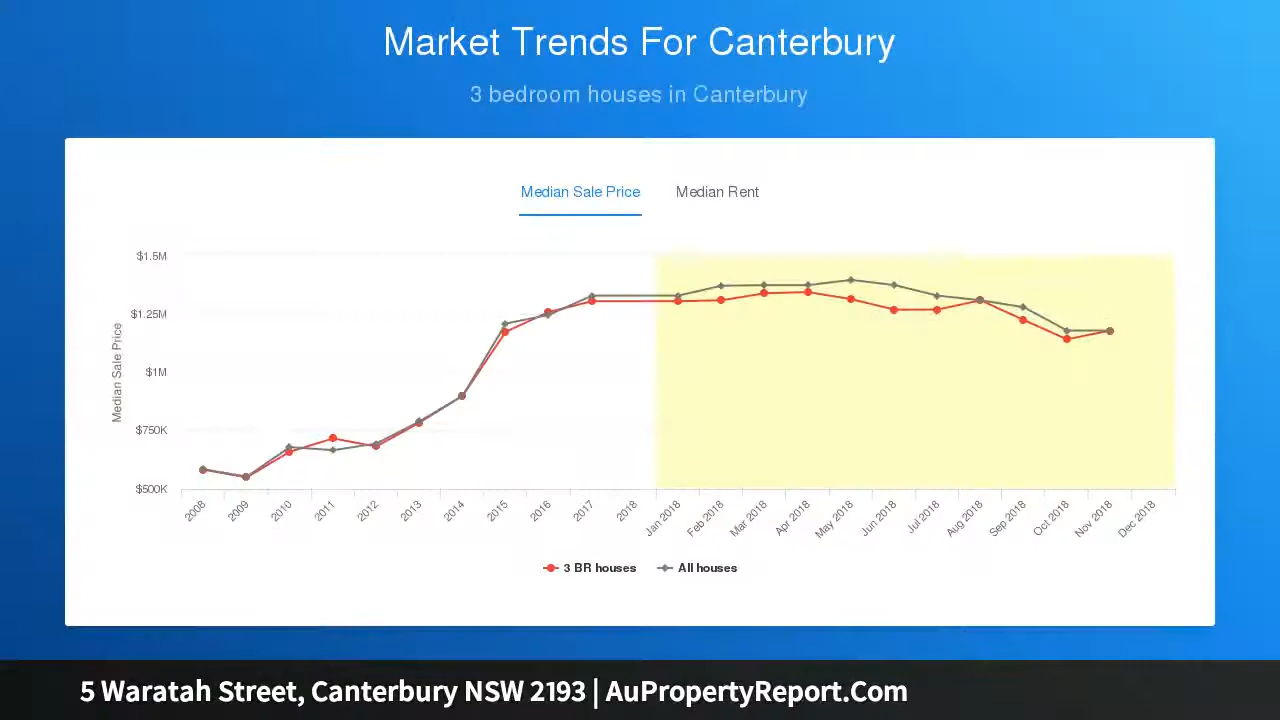 Market Trends For Canterbury
3 bedroom houses in Canterbury
Median Sale Price Median Rent
Median Sale Price
$1.5M
$1.25M
$1M
$750K
$500K
2008 2009 2010 2011 2012 2013 2014 2015 2016 2017 2018 Jan 2018 Feb 2018 Mar 2018 Apr 2018 May 2018 Jun 2018 Jul 2018 Aug 2018 Sep 2018 Oct 2018 Nov 2018 Dec 2018
3 BR houses All houses
5 Waratah Street, Canterbury NSW 2193 | AuPropertyReport.Com